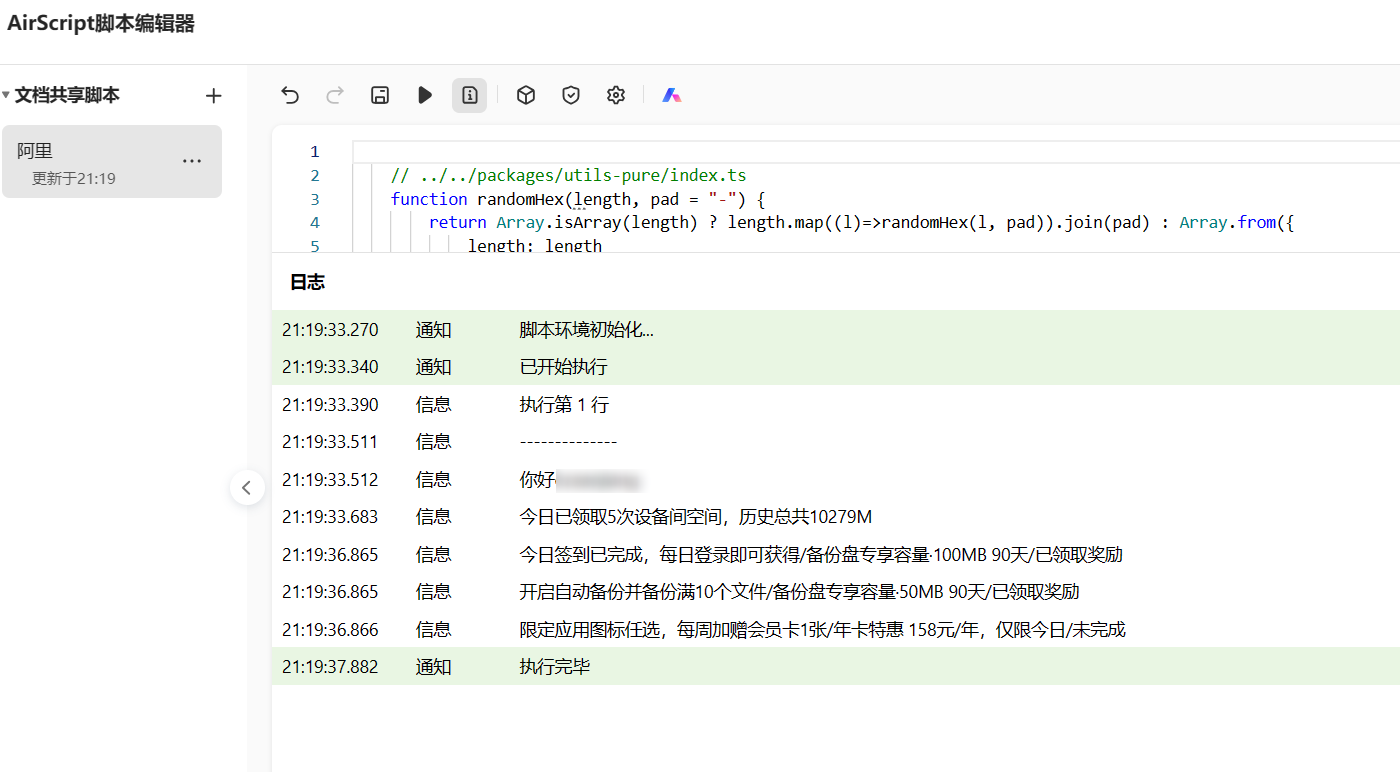 AirScript脚本编辑器
文档共享脚本
阿里
更新于21:19
1
2 // ../../packages/utils-pure/index.ts
3 function randomHex(length, pad = "-") {
4 return Array.isArray(length) ? length.map((l)=>randomHex(l, pad)).join(pad) : Array.from({
5 length: length
日志
21:19:33.270 通知 脚本环境初始化...
21:19:33.340 通知 已开始执行
21:19:33.390 信息 执行第 1 行
21:19:33.511 信息 --------------
21:19:33.512 信息 你好
21:19:33.683 信息 今日已领取5次设备间空间，历史总共10279M
21:19:36.865 信息 今日签到已完成，每日登录即可获得/备份盘专享容量·100MB 90天/已领取奖励
21:19:36.865 信息 开启自动备份并备份满10个文件/备份盘专享容量·50MB 90天/已领取奖励
21:19:36.866 信息 限定应用图标任选，每周加赠会员卡1张/年卡特惠 158元/年，仅限今日/未完成
21:19:37.882 通知 执行完毕